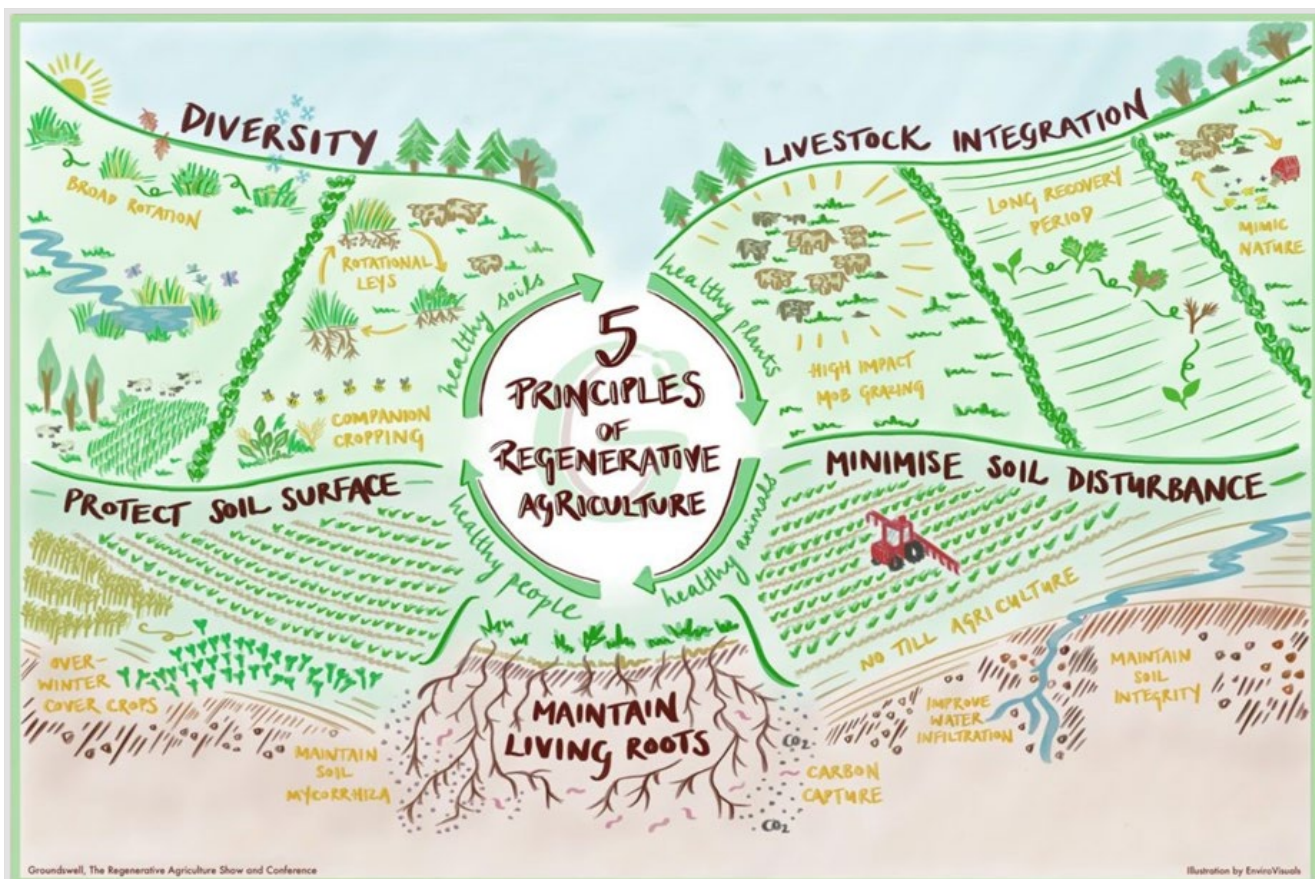 DIVERSITY
BROAD ROTATION
ROTATIONAL
LEYS
COMPANION
CROPPING
LIVESTOCK INTEGRATION
HIGH IMPACT
MOB GRAZING
LONG RECOVERY
PERIOD
MIMIC
NATURE
healthy soils
healthy plants
healthy animals
healthy people
5
PRINCIPLES
OF
REGENERATIVE
AGRICULTURE
PROTECT SOIL SURFACE
OVER-
WINTER
COVER CROPS
MAINTAIN
SOIL
MYCORRHIZA
MAINTAIN
LIVING ROOTS
CO2
CARBON
CAPTURE
CO2
MINIMISE SOIL DISTURBANCE
NO TILL AGRICULTURE
IMPROVE
WATER
INFILTRATION
MAINTAIN
SOIL
INTEGRITY
Groundswell, The Regenerative Agriculture Show and Conference
Illustration by EnviroVisuals